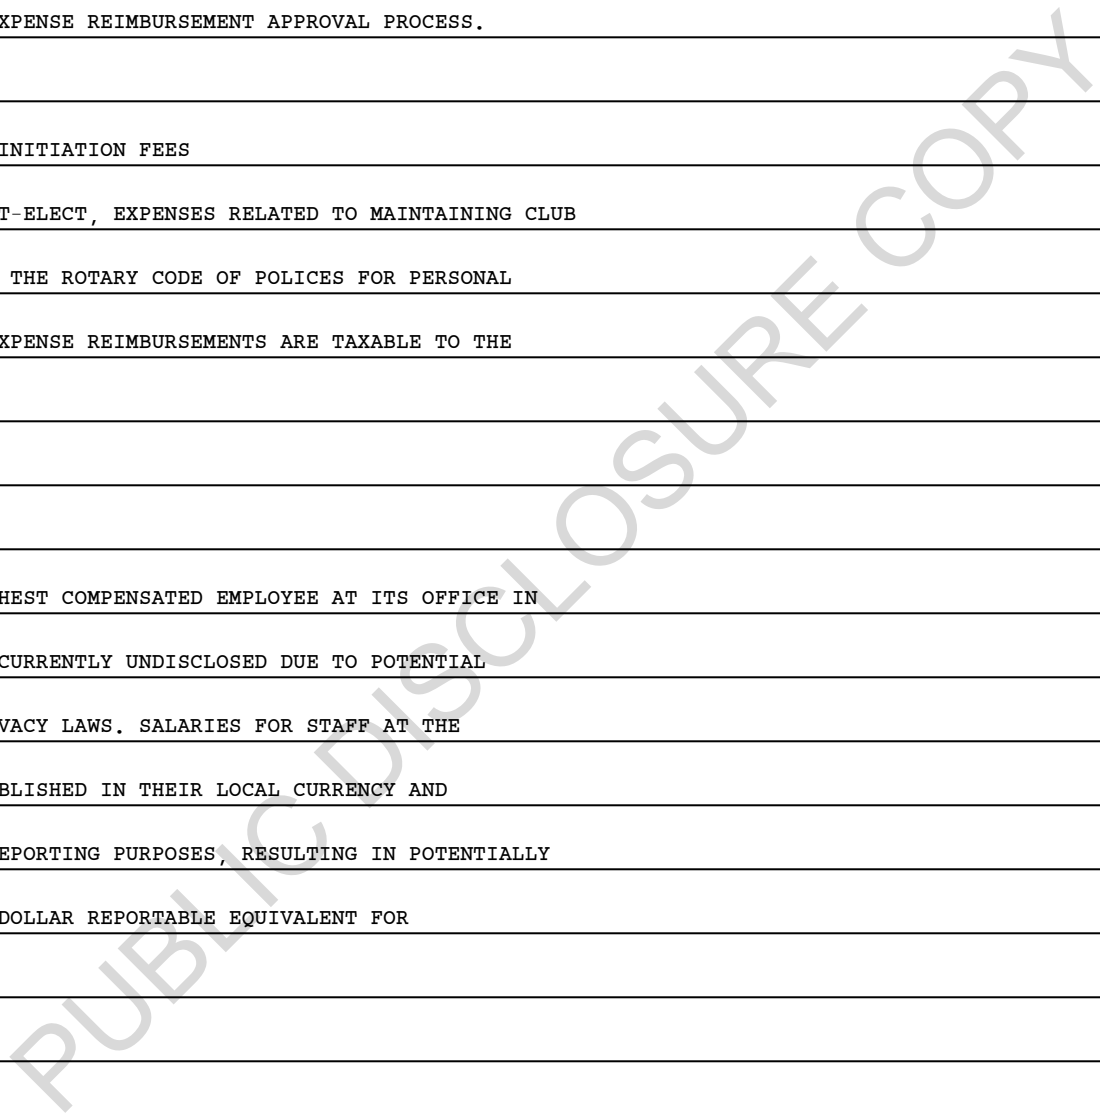 XPENSE REIMBURSEMENT APPROVAL PROCESS.
INITIATION FEES
T-ELECT, EXPENSES RELATED TO MAINTAINING CLUB
THE ROTARY CODE OF POLICES FOR PERSONAL
XPENSE REIMBURSEMENTS ARE TAXABLE TO THE
HEST COMPENSATED EMPLOYEE AT ITS OFFICE IN
CURRENTLY UNDISCLOSED DUE TO POTENTIAL
VACY LAWS. SALARIES FOR STAFF AT THE
BLISHED IN THEIR LOCAL CURRENCY AND
EPORTING PURPOSES, RESULTING IN POTENTIALLY
DOLLAR REPORTABLE EQUIVALENT FOR
PUBLIC DISCLOSURE COPY